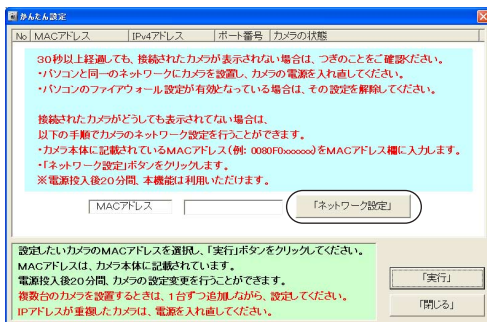 かんたん設定
No MACアドレス IPv4アドレス ポート番号 カメラの状態
30秒以上経過しても、接続されたカメラが表示されない場合は、つぎのことをご確認ください。
・パソコンと同一のネットワークにカメラを設置し、カメラの電源を入れ直してください。
・パソコンのファイアウォール設定が有効となっている場合は、その設定を解除してください。
接続されたカメラがどうしても表示されてない場合は、
以下の手順でカメラのネットワーク設定を行うことができます。
・カメラ本体に記載されているMACアドレス(例: 0080F0xxxxxx)をMACアドレス欄に入力します。
・「ネットワーク設定」ボタンをクリックします。
※電源投入後20分間、本機能は利用いただけます。
MACアドレス 「ネットワーク設定」
設定したいカメラのMACアドレスを選択し、「実行」ボタンをクリックしてください。
MACアドレスは、カメラ本体に記載されています。
電源投入後20分間、カメラの設定変更を行うことができます。
複数台のカメラを設置するときは、1台ずつ追加しながら、設定してください。
IPアドレスが重複したカメラは、電源を入れ直してください。
「実行」
「閉じる」